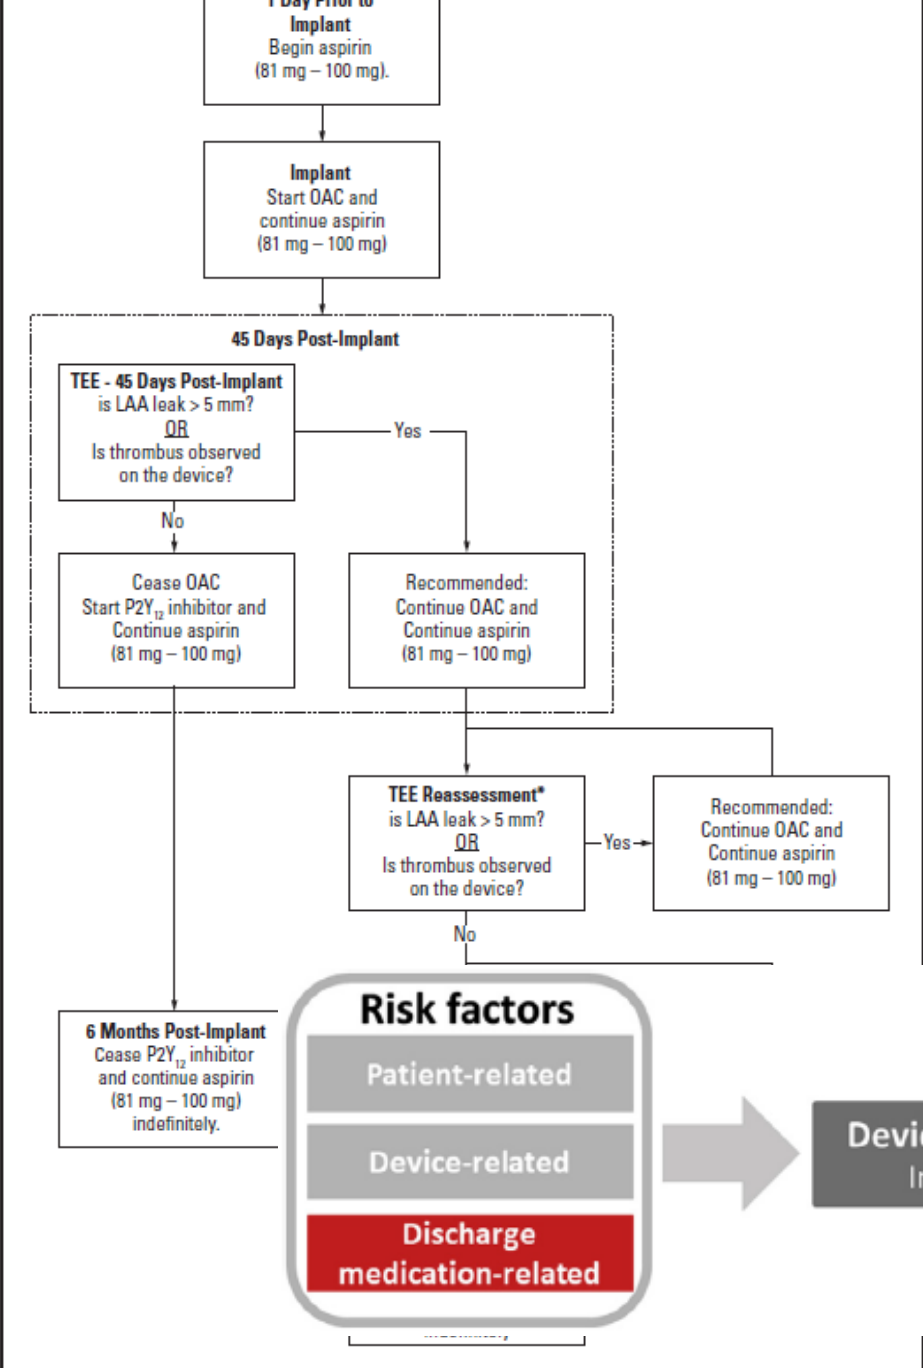 1 Day Prior to
Implant
Begin aspirin
(81 mg – 100 mg).
Implant
Start OAC and
continue aspirin
(81 mg – 100 mg)
45 Days Post-Implant
TEE - 45 Days Post-Implant
is LAA leak > 5 mm?
OR
Is thrombus observed
on the device?
Yes
No
Cease OAC
Start P2Y₁₂ inhibitor and
Continue aspirin
(81 mg – 100 mg)
Recommended:
Continue OAC and
Continue aspirin
(81 mg – 100 mg)
TEE Reassessment*
is LAA leak > 5 mm?
OR
Is thrombus observed
on the device?
Yes
Recommended:
Continue OAC and
Continue aspirin
(81 mg – 100 mg)
No
6 Months Post-Implant
Cease P2Y₁₂ inhibitor
and continue aspirin
(81 mg – 100 mg)
indefinitely.
Risk factors
Patient-related
Device-related
Discharge
medication-related